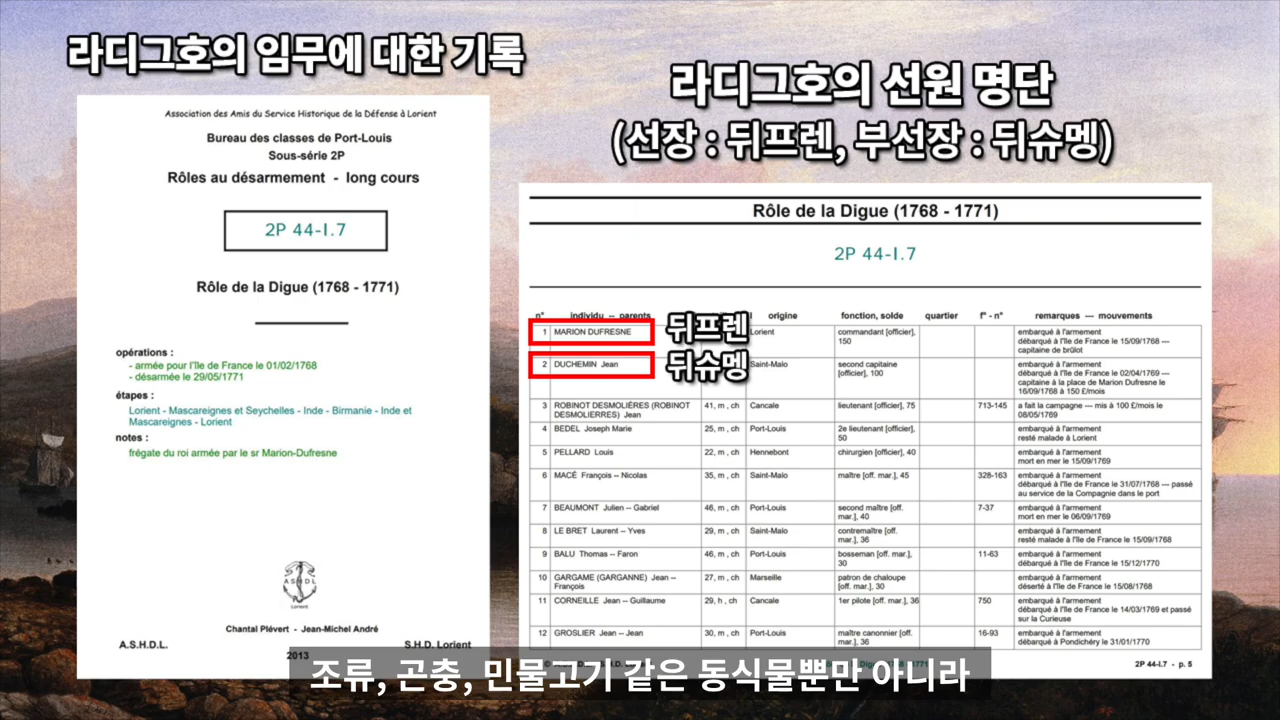 라디그호의 임무에 대한 기록
Association des Amis du Service Historique de la Défense à Lorient
Bureau des classes de Port-Louis
Sous-série 2P
Rôles au désarmement - long cours
2P 44-I.7
Rôle de la Digue (1768 - 1771)
opérations :
- armée pour l'île de France le 01/02/1768
- désarmée le 29/05/1771
étapes :
Lorient - Mascareignes et Seychelles - Inde - Birmanie - Inde et
Mascareignes - Lorient
notes :
frégate du roi armée par le sr Marion-Dufresne
ASHDL
Lorient
Chantal Plévert - Jean-Michel André
A.S.H.D.L. S.H.D. Lorient
2013
라디그호의 선원 명단
(선장 : 뒤프렌, 부선장 : 뒤슈멩)
Rôle de la Digue (1768 - 1771)
2P 44-I.7
n° individu -- parents origine fonction, solde quartier f° - n° remarques --- mouvements
1 MARION DUFRESNE 뒤프렌 Lorient commandant [officier], embarqué à l'armement
150 débarqué à l'île de France le 15/09/1768 ---
capitaine de brûlot
2 DUCHEMIN Jean 뒤슈멩 Saint-Malo second capitaine embarqué à l'armement
[officier], 100 débarqué à l'île de France le 02/04/1769 ---
capitaine à la place de Marion Dufresne le
16/09/1768 à 150 £/mois
3 ROBINOT DESMOLIÈRES (ROBINOT 41, m , ch Cancale lieutenant [officier], 75 713-145 a fait la campagne --- mis à 100 £/mois le
DESMOLIERRES) Jean 08/05/1769
4 BEDEL Joseph Marie 25, m , ch Port-Louis 2e lieutenant [officier], embarqué à l'armement
50 resté malade à Lorient
5 PELLARD Louis 22, m , ch Hennebont chirurgien [officier], 40 embarqué à l'armement
mort en mer le 15/09/1769
6 MACÉ François -- Nicolas 35, m , ch Saint-Malo maître [off. mar.], 45 328-163 embarqué à l'armement
débarqué à l'île de France le 31/07/1768 --- passé
au service de la Compagnie dans le port
7 BEAUMONT Julien -- Gabriel 46, m , ch Port-Louis second maître [off. 7-37 embarqué à l'armement
mar.], 40 mort en mer le 06/09/1769
8 LE BRET Laurent -- Yves 29, m , ch Saint-Malo contremaître [off. embarqué à l'armement
mar.], 36 resté malade à l'île de France le 15/09/1768
9 BALU Thomas -- Faron 46, m , ch Port-Louis bosseman [off. mar.], 11-63 embarqué à l'armement
30 débarqué à l'île de France le 15/12/1770
10 GARGAME (GARGANNE) Jean -- 27, m , ch Marseille patron de chaloupe embarqué à l'armement
François [off. mar.], 30 déserté à l'île de France le 15/08/1768
11 CORNEILLE Jean -- Guillaume 29, h , ch Cancale 1er pilote [off. mar.], 36 750 embarqué à l'armement
débarqué à l'île de France le 14/03/1769 et passé
sur la Curieuse
12 GROSLIER Jean -- Jean 30, m , ch Port-Louis maître canonnier [off. 16-93 embarqué à l'armement
mar.], 36 débarqué à Pondichéry le 31/01/1770
2P 44-I.7 - p. 5
조류, 곤충, 민물고기 같은 동식물뿐만 아니라